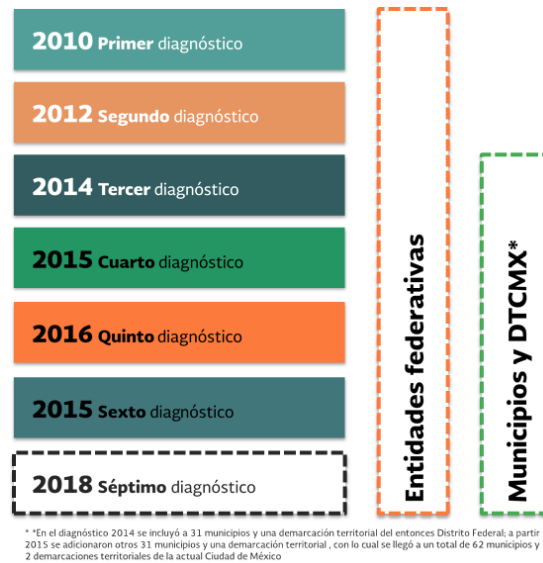 2010 Primer diagnóstico
2012 Segundo diagnóstico
2014 Tercer diagnóstico
2015 Cuarto diagnóstico
2016 Quinto diagnóstico
2015 Sexto diagnóstico
2018 Séptimo diagnóstico
Entidades federativas
Municipios y DTCMX*
* *En el diagnóstico 2014 se incluyó a 31 municipios y una demarcación territorial del entonces Distrito Federal; a partir
2015 se adicionaron otros 31 municipios y una demarcación territorial , con lo cual se llegó a un total de 62 municipios y
2 demarcaciones territoriales de la actual Ciudad de México